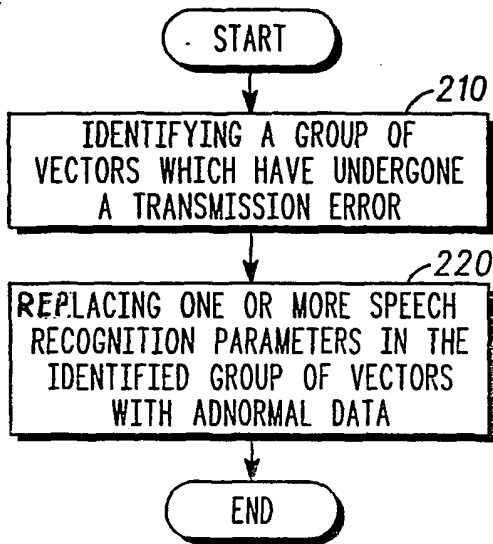 START
210
IDENTIFYING A GROUP OF
VECTORS WHICH HAVE UNDERGONE
A TRANSMISSION ERROR
220
REPLACING ONE OR MORE SPEECH
RECOGNITION PARAMETERS IN THE
IDENTIFIED GROUP OF VECTORS
WITH ADNORMAL DATA
END